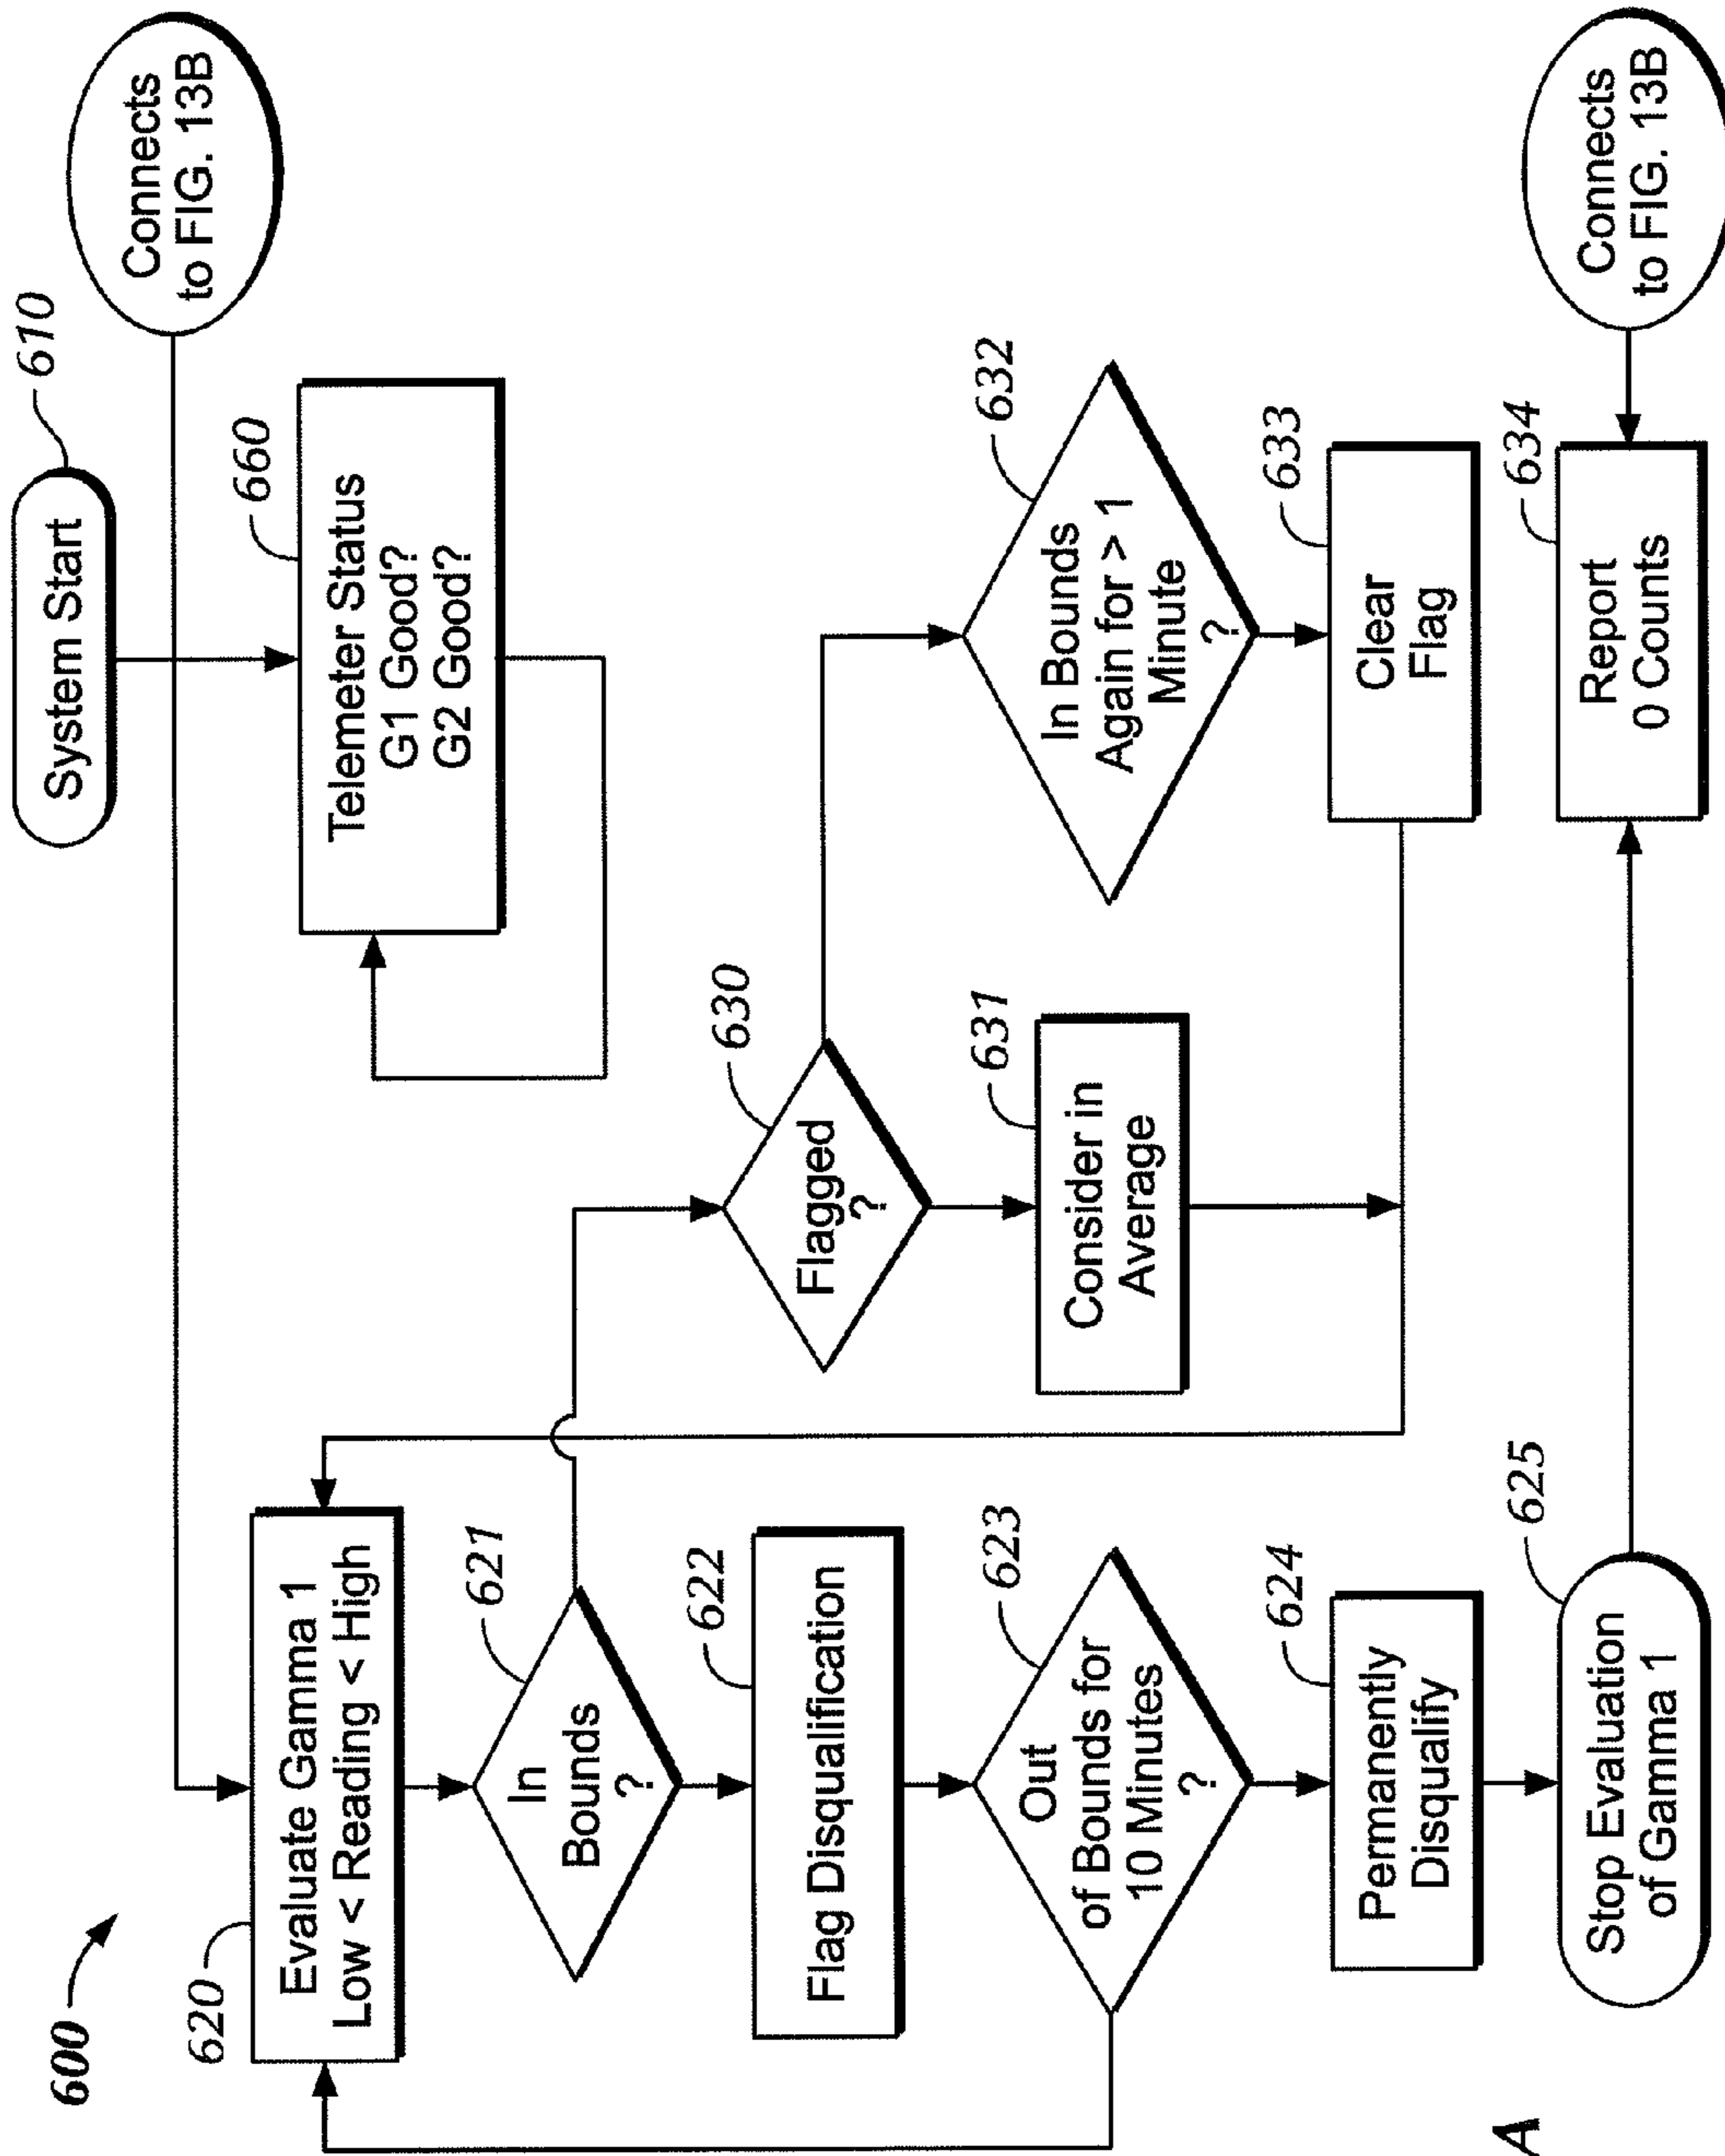 600
System Start
610
Connects
to FIG. 13B
620
Evaluate Gamma 1
Low < Reading < High
Telemeter Status
G1 Good?
G2 Good?
660
In
Bounds
?
621
Flagged
?
630
Flag Disqualification
622
Consider in
Average
631
In Bounds
Again for > 1
Minute
?
632
Out
of Bounds for
10 Minutes
?
623
Clear
Flag
633
Permanently
Disqualify
624
Stop Evaluation
of Gamma 1
625
Report
0 Counts
634
Connects
to FIG. 13B
A